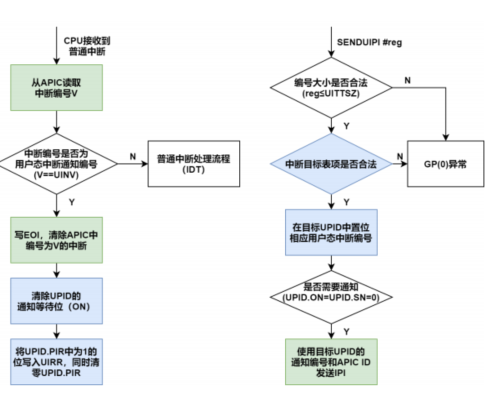 CPU接收到
普通中断
从APIC读取
中断编号V
中断编号是否为
用户态中断通知编号
(V==UINV)
N
普通中断处理流程
(IDT)
Y
写EOI，清除APIC中
编号为V的中断
清除UPID的
通知等待位（ON）
将UPID.PIR中为1的
位写入UIRR，同时清
零UPID.PIR
SENDUIPI #reg
编号大小是否合法
(reg≤UITTSZ)
N
Y
中断目标表项是否合法
N
GP(0)异常
Y
在目标UPID中置位
相应用户态中断编号
是否需要通知
(UPID.ON=UPID.SN=0)
Y
使用目标UPID的
通知编号和APIC ID
发送IPI